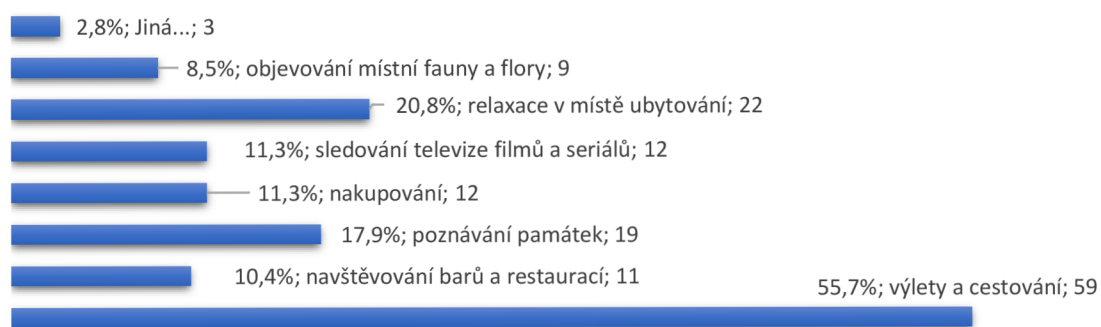 2,8%; Jiná...; 3
8,5%; objevování místní fauny a flory; 9
20,8%; relaxace v místě ubytování; 22
11,3%; sledování televize filmů a seriálů; 12
11,3%; nakupování; 12
17,9%; poznávání památek; 19
10,4%; navštěvování barů a restaurací; 11
55,7%; výlety a cestování; 59